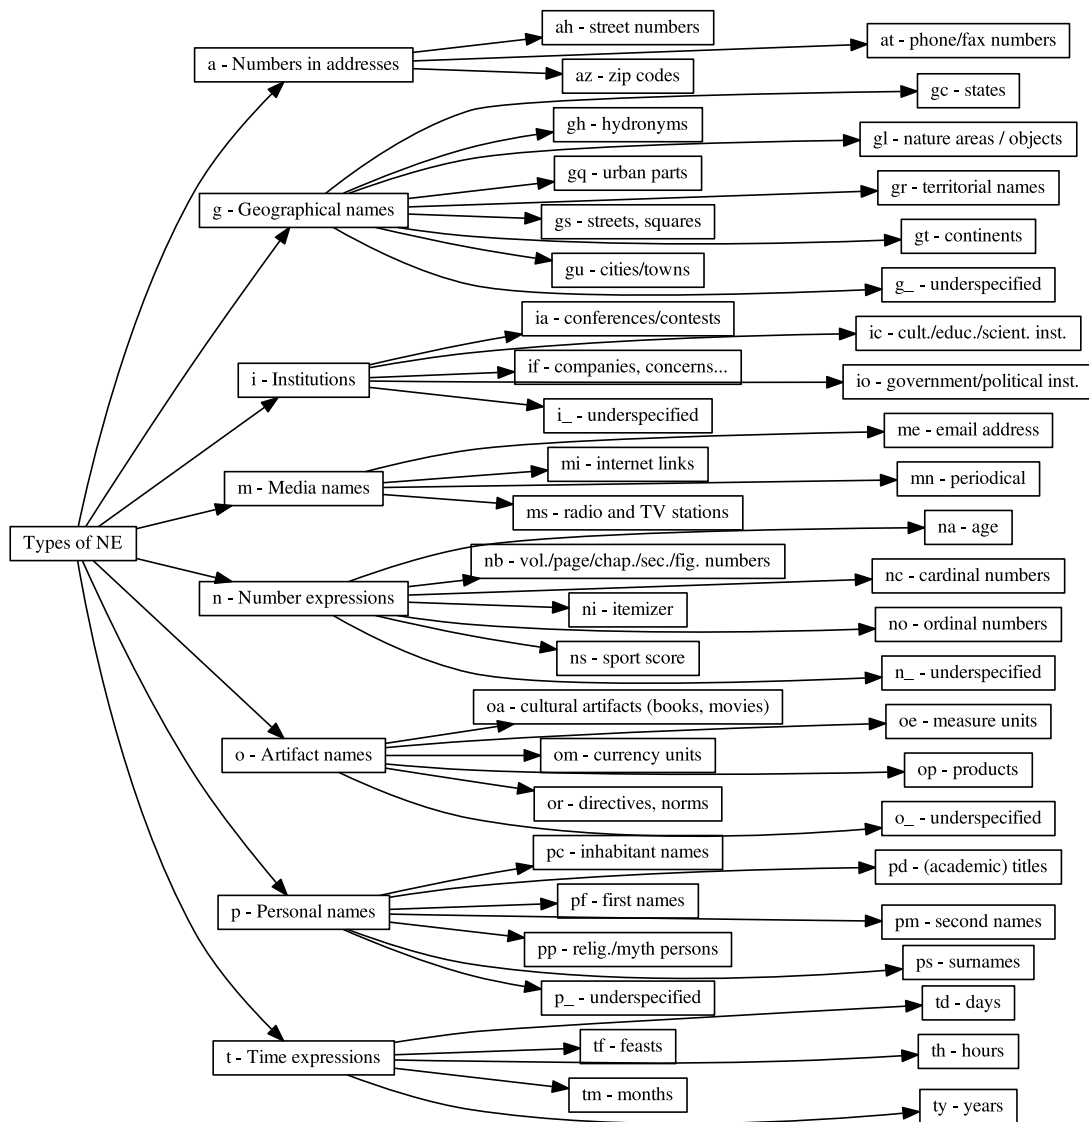 Types of NE
a - Numbers in addresses
ah - street numbers
at - phone/fax numbers
az - zip codes
g - Geographical names
gc - states
gh - hydronyms
gl - nature areas / objects
gq - urban parts
gr - territorial names
gs - streets, squares
gt - continents
gu - cities/towns
g_ - underspecified
i - Institutions
ia - conferences/contests
ic - cult./educ./scient. inst.
if - companies, concerns...
io - government/political inst.
i_ - underspecified
m - Media names
me - email address
mi - internet links
mn - periodical
ms - radio and TV stations
n - Number expressions
na - age
nb - vol./page/chap./sec./fig. numbers
nc - cardinal numbers
ni - itemizer
no - ordinal numbers
ns - sport score
n_ - underspecified
o - Artifact names
oa - cultural artifacts (books, movies)
oe - measure units
om - currency units
op - products
or - directives, norms
o_ - underspecified
p - Personal names
pc - inhabitant names
pd - (academic) titles
pf - first names
pm - second names
pp - relig./myth persons
ps - surnames
p_ - underspecified
t - Time expressions
td - days
tf - feasts
th - hours
tm - months
ty - years